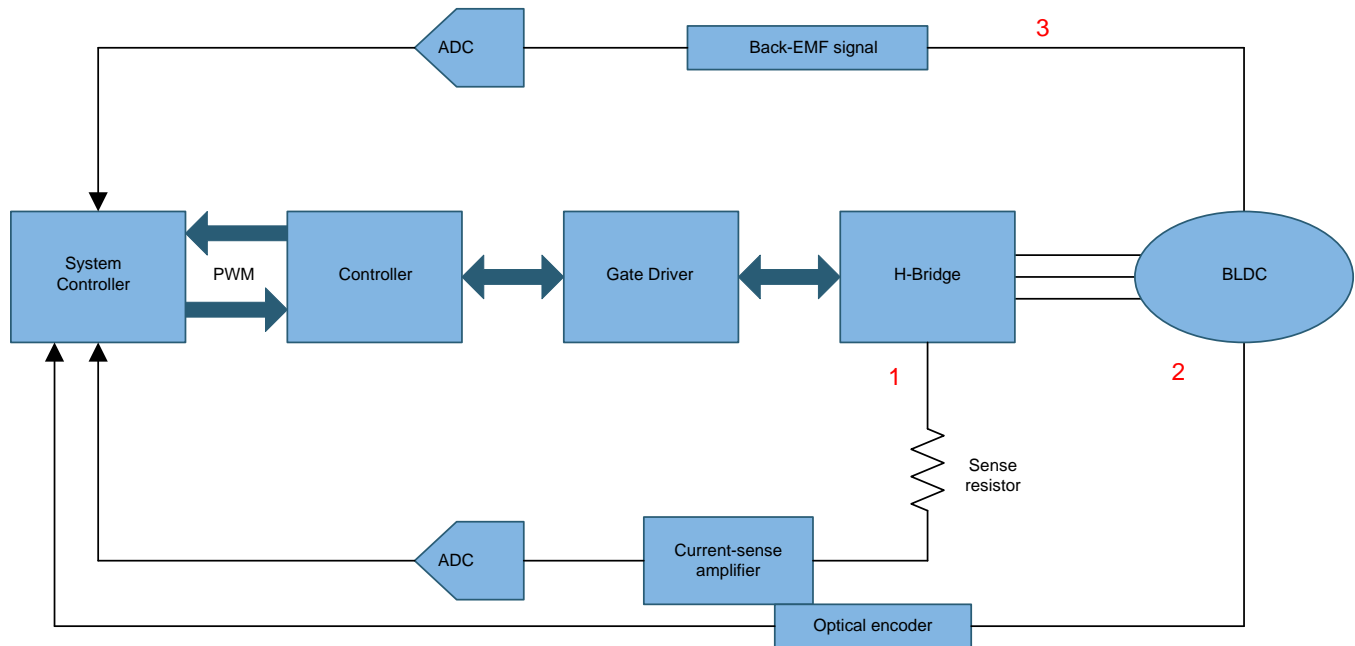 3
ADC
Back-EMF signal
System
Controller
PWM
Controller
Gate Driver
H-Bridge
BLDC
1
2
Sense
resistor
ADC
Current-sense
amplifier
Optical encoder